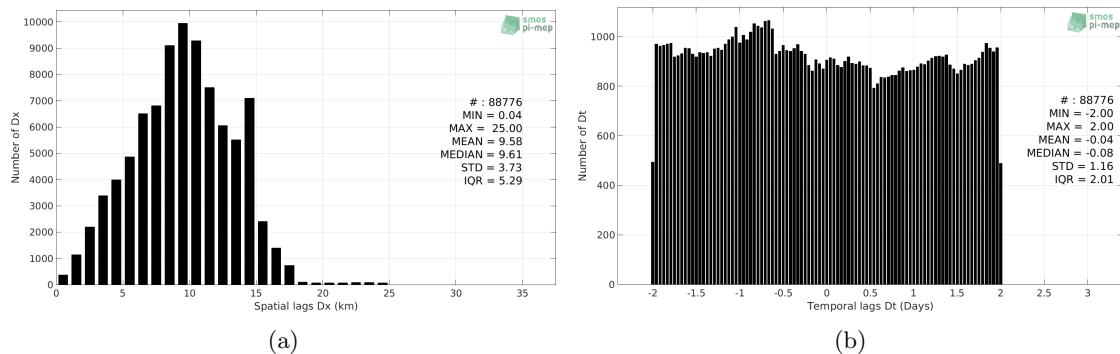 smos
pi-mep
10000
9000
8000
7000
6000
5000
4000
3000
2000
1000
0
Number of Dx
# : 88776
MIN = 0.04
MAX = 25.00
MEAN = 9.58
MEDIAN = 9.61
STD = 3.73
IQR = 5.29
0 5 10 15 20 25 30 35
Spatial lags Dx (km)
(a)
smos
pi-mep
1000
800
600
400
200
0
Number of Dt
# : 88776
MIN = -2.00
MAX = 2.00
MEAN = -0.04
MEDIAN = -0.08
STD = 1.16
IQR = 2.01
-2 -1.5 -1 -0.5 0 0.5 1 1.5 2 2.5 3
Temporal lags Dt (Days)
(b)